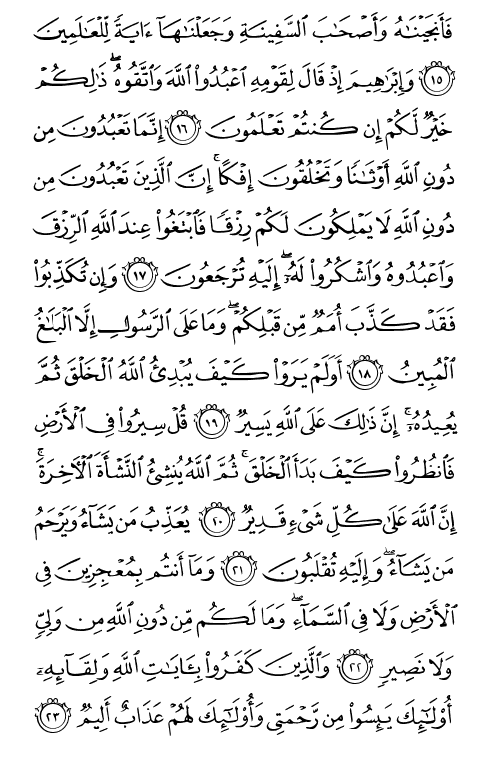 فَأَنجَيْنَٰهُ وَأَصْحَٰبَ ٱلسَّفِينَةِ وَجَعَلْنَٰهَآ ءَايَةً لِّلْعَٰلَمِينَ
﴿١٥﴾ وَإِبْرَٰهِيمَ إِذْ قَالَ لِقَوْمِهِ ٱعْبُدُوا۟ ٱللَّهَ وَٱتَّقُوهُ ۖ ذَٰلِكُمْ
خَيْرٌ لَّكُمْ إِن كُنتُمْ تَعْلَمُونَ ﴿١٦﴾ إِنَّمَا تَعْبُدُونَ مِن
دُونِ ٱللَّهِ أَوْثَٰنًا وَتَخْلُقُونَ إِفْكًا ۚ إِنَّ ٱلَّذِينَ تَعْبُدُونَ مِن
دُونِ ٱللَّهِ لَا يَمْلِكُونَ لَكُمْ رِزْقًا فَٱبْتَغُوا۟ عِندَ ٱللَّهِ ٱلرِّزْقَ
وَٱعْبُدُوهُ وَٱشْكُرُوا۟ لَهُۥٓ ۖ إِلَيْهِ تُرْجَعُونَ ﴿١٧﴾ وَإِن تُكَذِّبُوا۟
فَقَدْ كَذَّبَ أُمَمٌ مِّن قَبْلِكُمْ ۖ وَمَا عَلَى ٱلرَّسُولِ إِلَّا ٱلْبَلَٰغُ
ٱلْمُبِينُ ﴿١٨﴾ أَوَلَمْ يَرَوْا۟ كَيْفَ يُبْدِئُ ٱللَّهُ ٱلْخَلْقَ ثُمَّ
يُعِيدُهُۥٓ ۚ إِنَّ ذَٰلِكَ عَلَى ٱللَّهِ يَسِيرٌ ﴿١٩﴾ قُلْ سِيرُوا۟ فِى ٱلْأَرْضِ
فَٱنظُرُوا۟ كَيْفَ بَدَأَ ٱلْخَلْقَ ۚ ثُمَّ ٱللَّهُ يُنشِئُ ٱلنَّشْأَةَ ٱلْءَاخِرَةَ ۚ
إِنَّ ٱللَّهَ عَلَىٰ كُلِّ شَىْءٍ قَدِيرٌ ﴿٢٠﴾ يُعَذِّبُ مَن يَشَآءُ وَيَرْحَمُ
مَن يَشَآءُ ۖ وَإِلَيْهِ تُقْلَبُونَ ﴿٢١﴾ وَمَآ أَنتُم بِمُعْجِزِينَ فِى
ٱلْأَرْضِ وَلَا فِى ٱلسَّمَآءِ ۖ وَمَا لَكُم مِّن دُونِ ٱللَّهِ مِن وَلِىٍّ
وَلَا نَصِيرٍ ﴿٢٢﴾ وَٱلَّذِينَ كَفَرُوا۟ بِـَٔايَٰتِ ٱللَّهِ وَلِقَآئِهِۦٓ
أُو۟لَٰٓئِكَ يَئِسُوا۟ مِن رَّحْمَتِى وَأُو۟لَٰٓئِكَ لَهُمْ عَذَابٌ أَلِيمٌ ﴿٢٣﴾